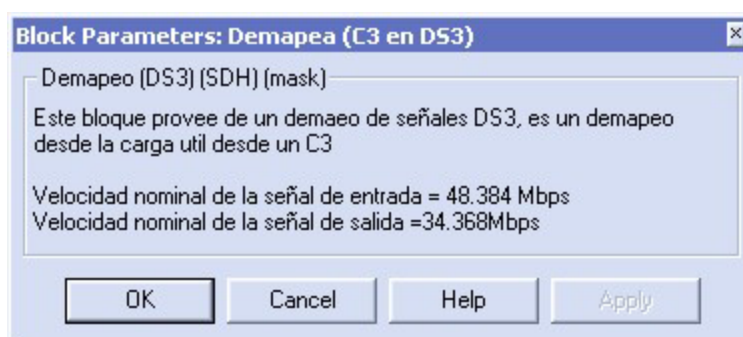 Block Parameters: Demapea (C3 en DS3)
Demapeo (DS3) (SDH) (mask)
Este bloque provee de un demaeo de señales DS3, es un demapeo
desde la carga util desde un C3
Velocidad nominal de la señal de entrada = 48.384 Mbps
Velocidad nominal de la señal de salida =34.368Mbps
OK Cancel Help Apply